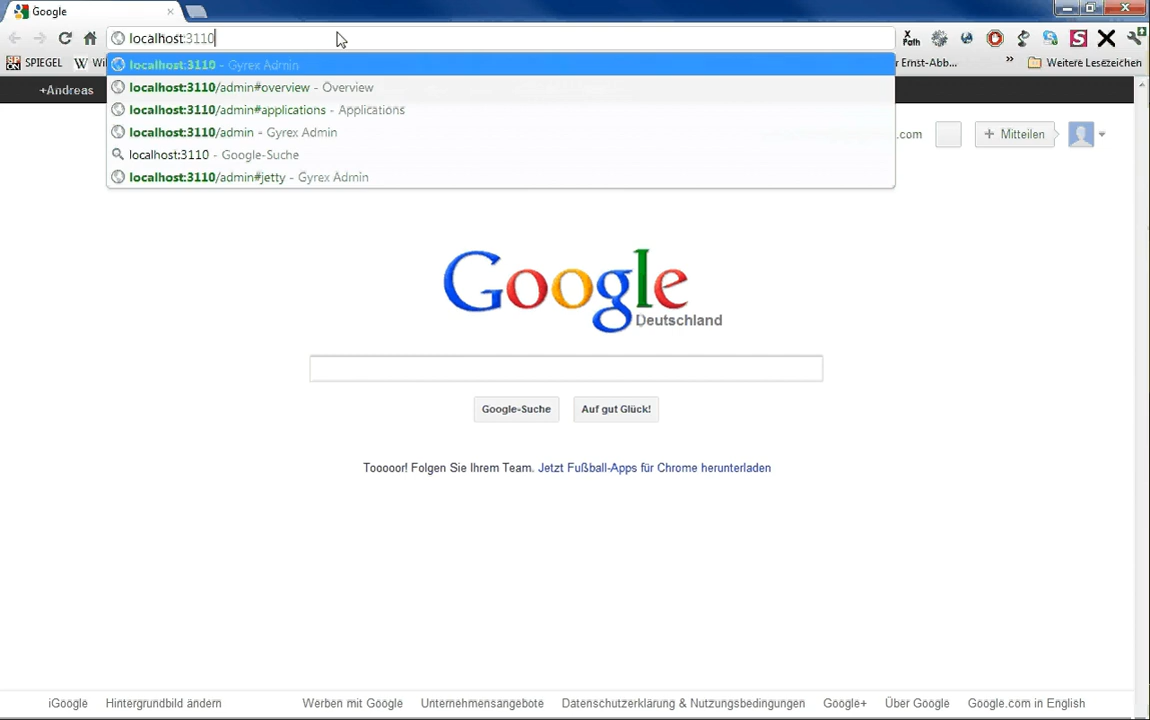 Google
localhost:3110
localhost:3110 - Gyrex Admin
localhost:3110/admin#overview - Overview
localhost:3110/admin#applications - Applications
localhost:3110/admin - Gyrex Admin
localhost:3110 - Google-Suche
localhost:3110/admin#jetty - Gyrex Admin
X Path
S
SPIEGEL
W
r Ernst-Abb...
»
Weitere Lesezeichen
+Andreas
.com
+ Mitteilen
Google
Deutschland
Google-Suche
Auf gut Glück!
Tooooor! Folgen Sie Ihrem Team. Jetzt Fußball-Apps für Chrome herunterladen
iGoogle Hintergrundbild ändern Werben mit Google Unternehmensangebote Datenschutzerklärung & Nutzungsbedingungen Google+ Über Google Google.com in English